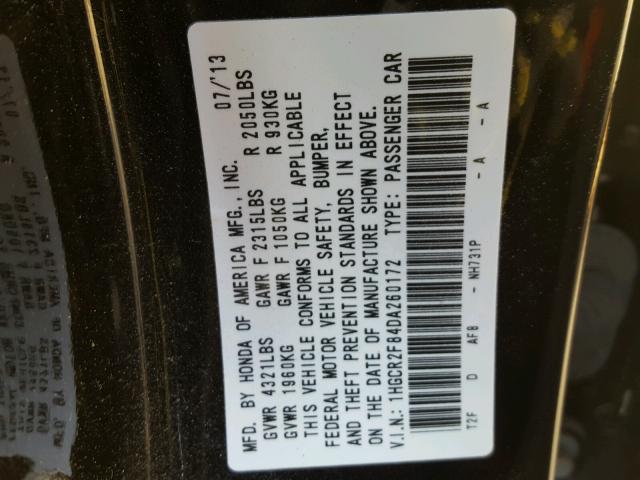 MFD. BY HONDA OF AMERICA MFG., INC. 07/'13
GVWR 4321LBS GAWR F 2315LBS R 2050LBS
GVWR 1960KG GAWR F 1050KG R 930KG
THIS VEHICLE CONFORMS TO ALL APPLICABLE
FEDERAL MOTOR VEHICLE SAFETY, BUMPER,
AND THEFT PREVENTION STANDARDS IN EFFECT
ON THE DATE OF MANUFACTURE SHOWN ABOVE.
V.I.N.: 1HGCR2F84DA260172 TYPE: PASSENGER CAR
T2F D AF8 - NH731P - A - A